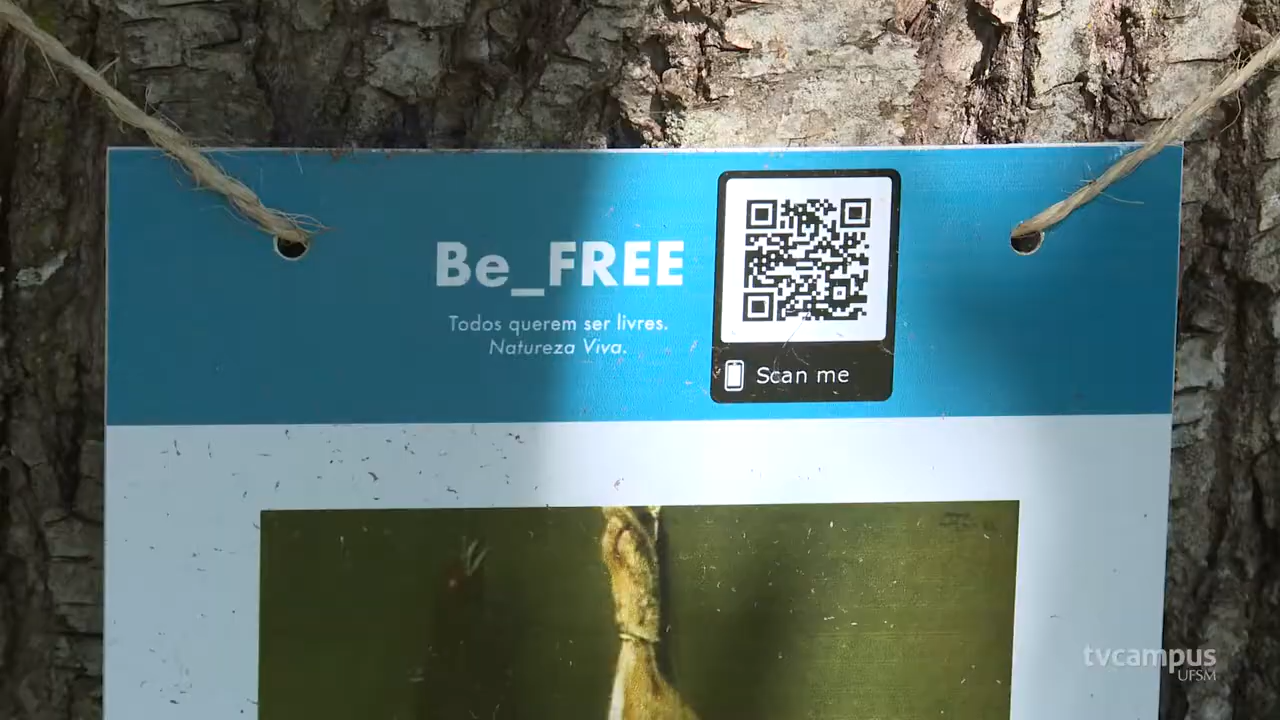 Be_FREE
Todos querem ser livres.
Natureza Viva.
Scan me
tvcampus
UFSM